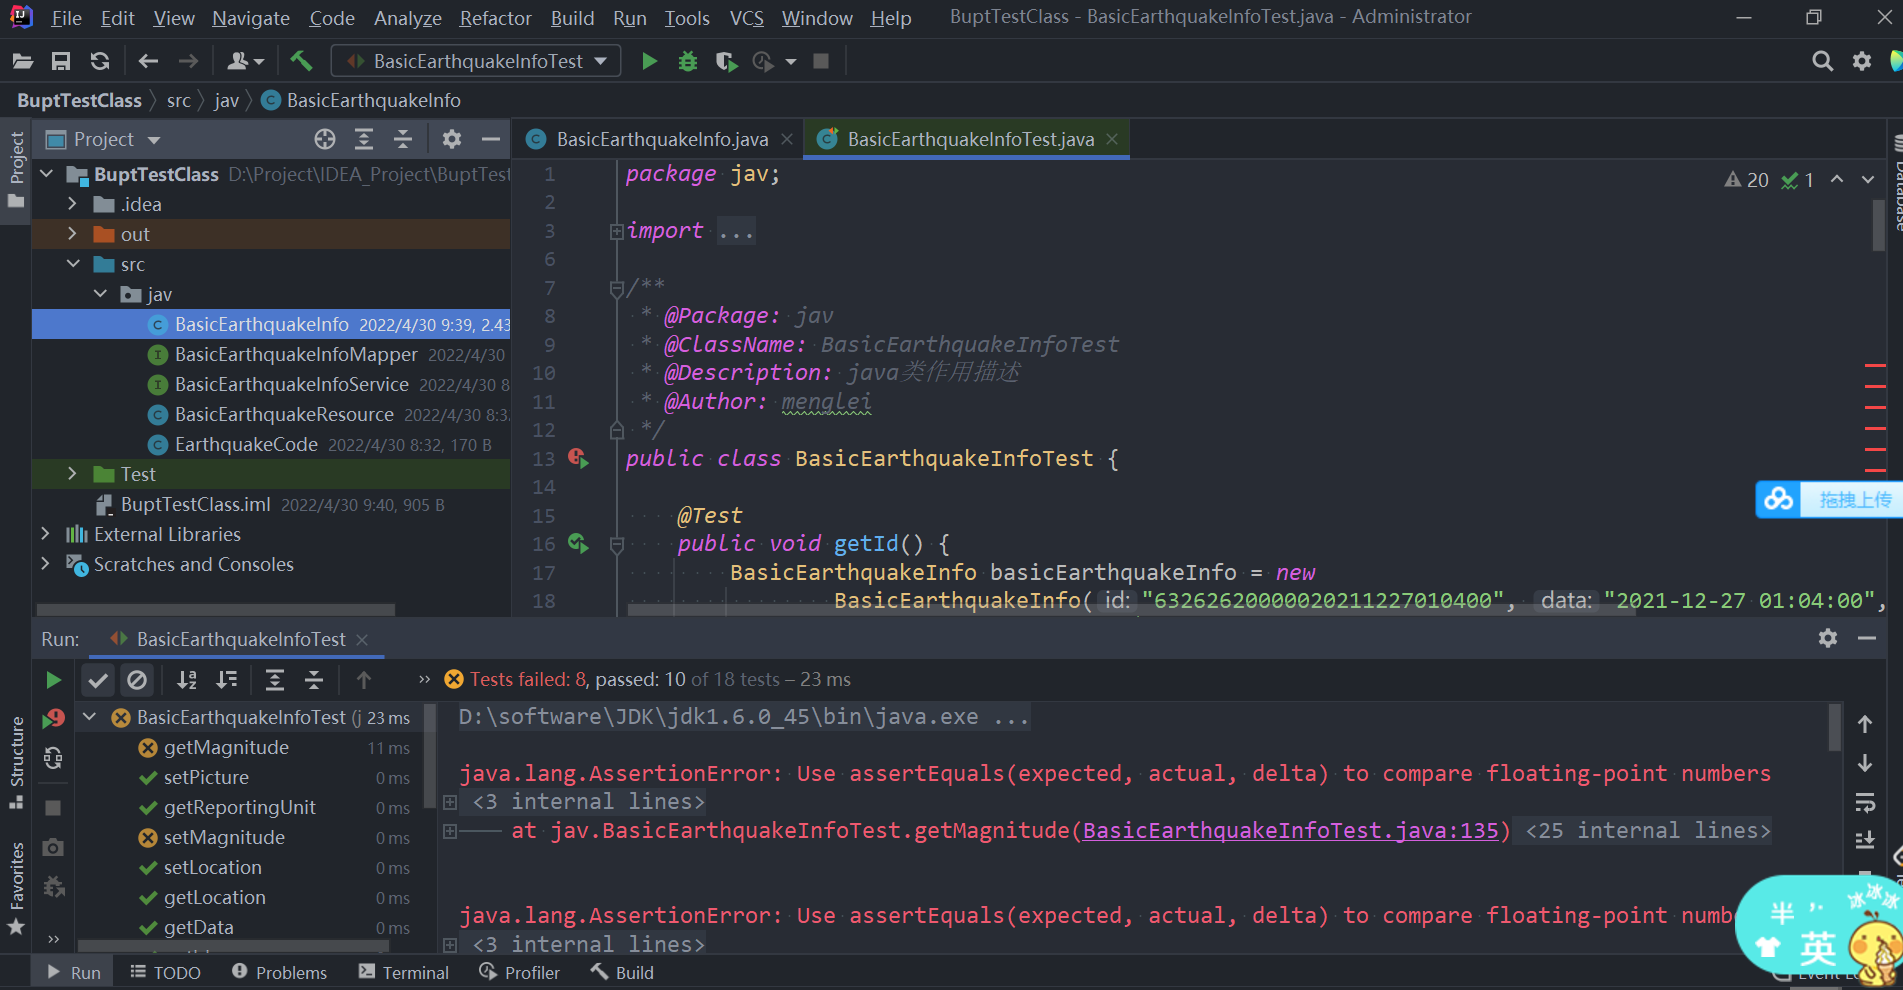 File Edit View Navigate Code Analyze Refactor Build Run Tools VCS Window Help BuptTestClass - BasicEarthquakeInfoTest.java - Administrator
BasicEarthquakeInfoTest
BuptTestClass src jav BasicEarthquakeInfo
Project
Project
BuptTestClass D:\Project\IDEA_Project\BuptTest
.idea
out
src
jav
BasicEarthquakeInfo 2022/4/30 9:39, 2.43
BasicEarthquakeInfoMapper 2022/4/30
BasicEarthquakeInfoService 2022/4/30 8
BasicEarthquakeResource 2022/4/30 8:3
EarthquakeCode 2022/4/30 8:32, 170 B
Test
BuptTestClass.iml 2022/4/30 9:40, 905 B
External Libraries
Scratches and Consoles
BasicEarthquakeInfo.java BasicEarthquakeInfoTest.java
20 1
Database
1 package jav;
2
3 import ...
6
7 /**
8 * @Package: jav
9 * @ClassName: BasicEarthquakeInfoTest
10 * @Description: java类作用描述
11 * @Author: menglei
12 */
13 public class BasicEarthquakeInfoTest {
14
15 @Test
16 public void getId() {
17 BasicEarthquakeInfo basicEarthquakeInfo = new
18 BasicEarthquakeInfo( id: "63262620000020211227010400", data: "2021-12-27 01:04:00",
拖拽上传
Run: BasicEarthquakeInfoTest
» Tests failed: 8, passed: 10 of 18 tests – 23 ms
BasicEarthquakeInfoTest (j 23 ms
getMagnitude 11 ms
setPicture 0 ms
getReportingUnit 0 ms
setMagnitude 0 ms
setLocation 0 ms
getLocation 0 ms
getData 0 ms
D:\software\JDK\jdk1.6.0_45\bin\java.exe ...
java.lang.AssertionError: Use assertEquals(expected, actual, delta) to compare floating-point numbers
<3 internal lines>
at jav.BasicEarthquakeInfoTest.getMagnitude(BasicEarthquakeInfoTest.java:135) <25 internal lines>
java.lang.AssertionError: Use assertEquals(expected, actual, delta) to compare floating-point numb
<3 internal lines>
Structure
Favorites
半 ’·
冰冰冰
英
Run TODO Problems Terminal Profiler Build